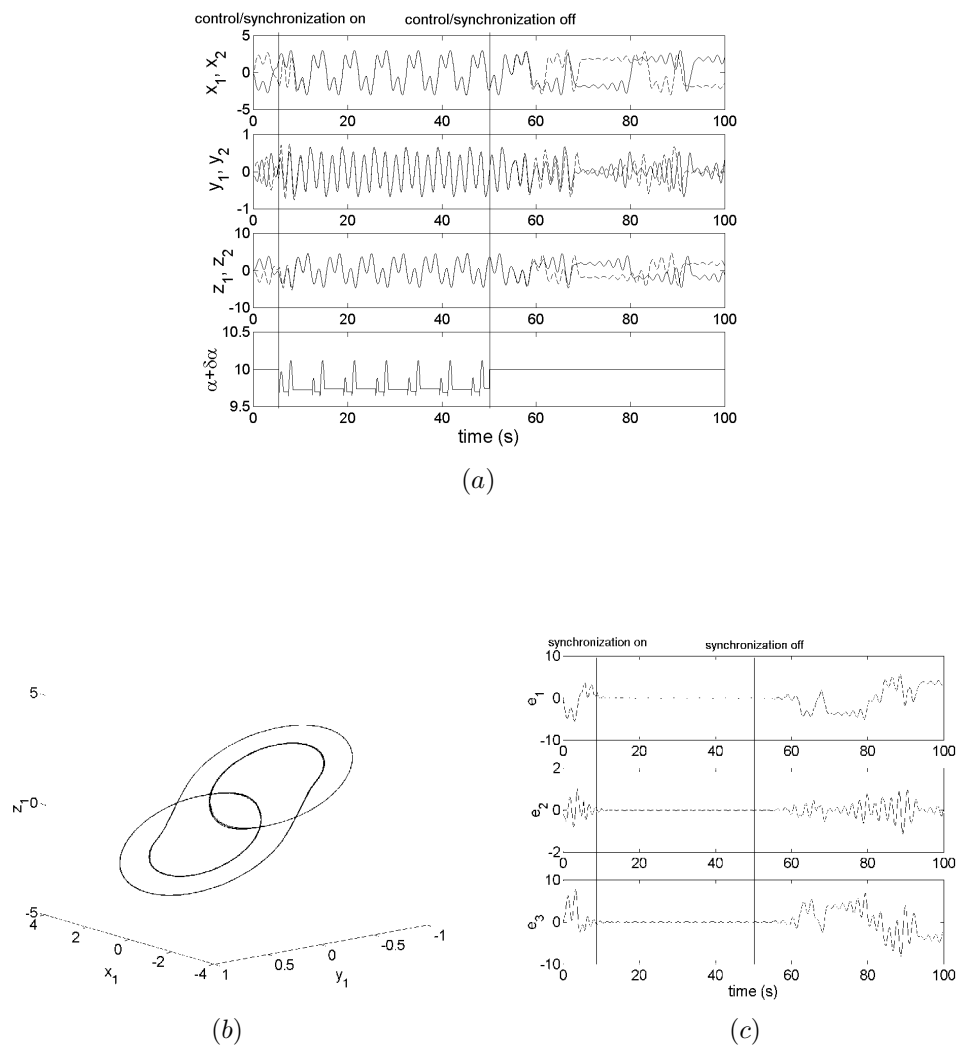 control/synchronization on control/synchronization off
5
0
-5
x1, x2
0 20 40 60 80 100
1
0
-1
y1, y2
0 20 40 60 80 100
10
0
-10
z1, z2
0 20 40 60 80 100
10.5
10
9.5
α+δα
0 20 40 60 80 100
time (s)
(a)
5
0
-5
z1
4 2 0 -2 -4
x1
1 0.5 0 -0.5 -1
y1
(b)
synchronization on synchronization off
10
0
-10
e1
0 20 40 60 80 100
2
0
-2
e2
0 20 40 60 80 100
10
0
-10
e3
0 20 40 60 80 100
time (s)
(c)